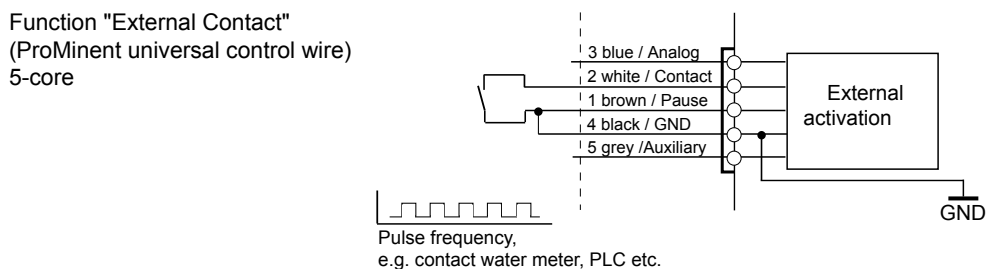 Function "External Contact"
(ProMinent universal control wire)
5-core
3 blue / Analog
2 white / Contact
1 brown / Pause
4 black / GND
5 grey /Auxiliary
External
activation
GND
Pulse frequency,
e.g. contact water meter, PLC etc.